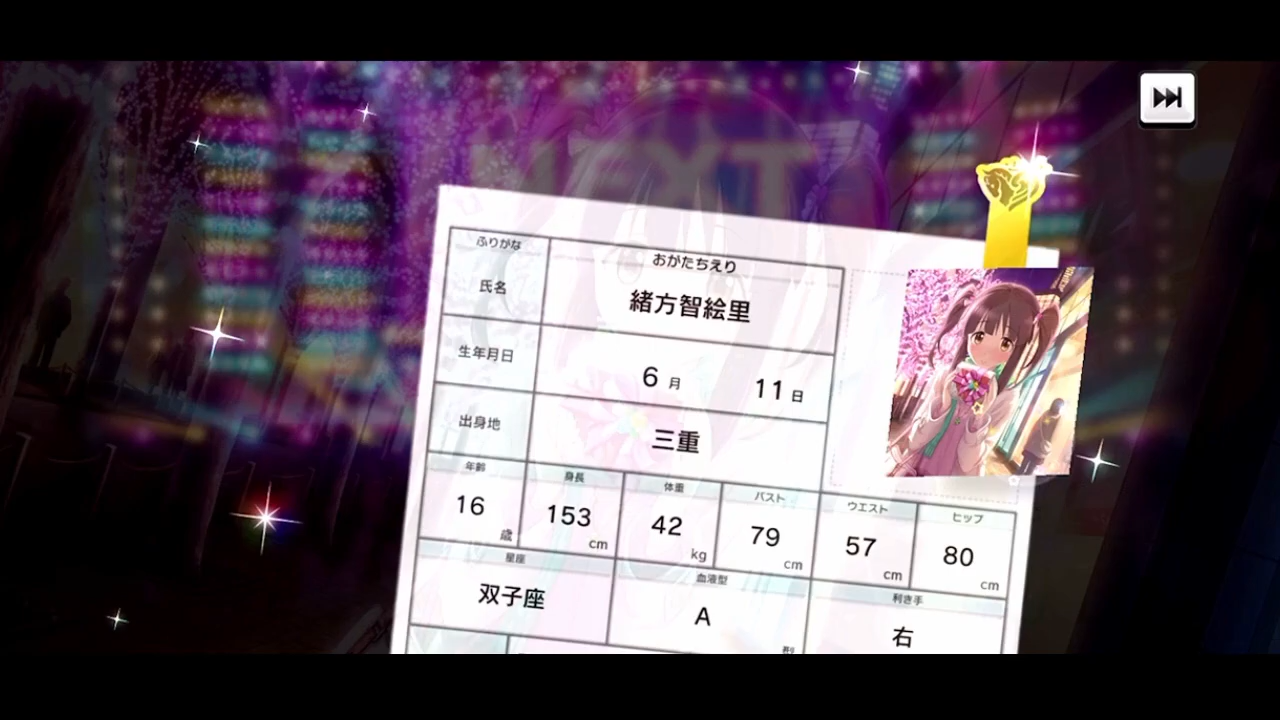 NEXT
ふりがな
おがたちえり
氏名
緒方智絵里
生年月日
6 月 11 日
出身地
三重
年齢 身長 体重 バスト ウエスト ヒップ
16 歳 153 cm 42 kg 79 cm 57 cm 80 cm
星座 血液型 利き手
双子座 A 型 右